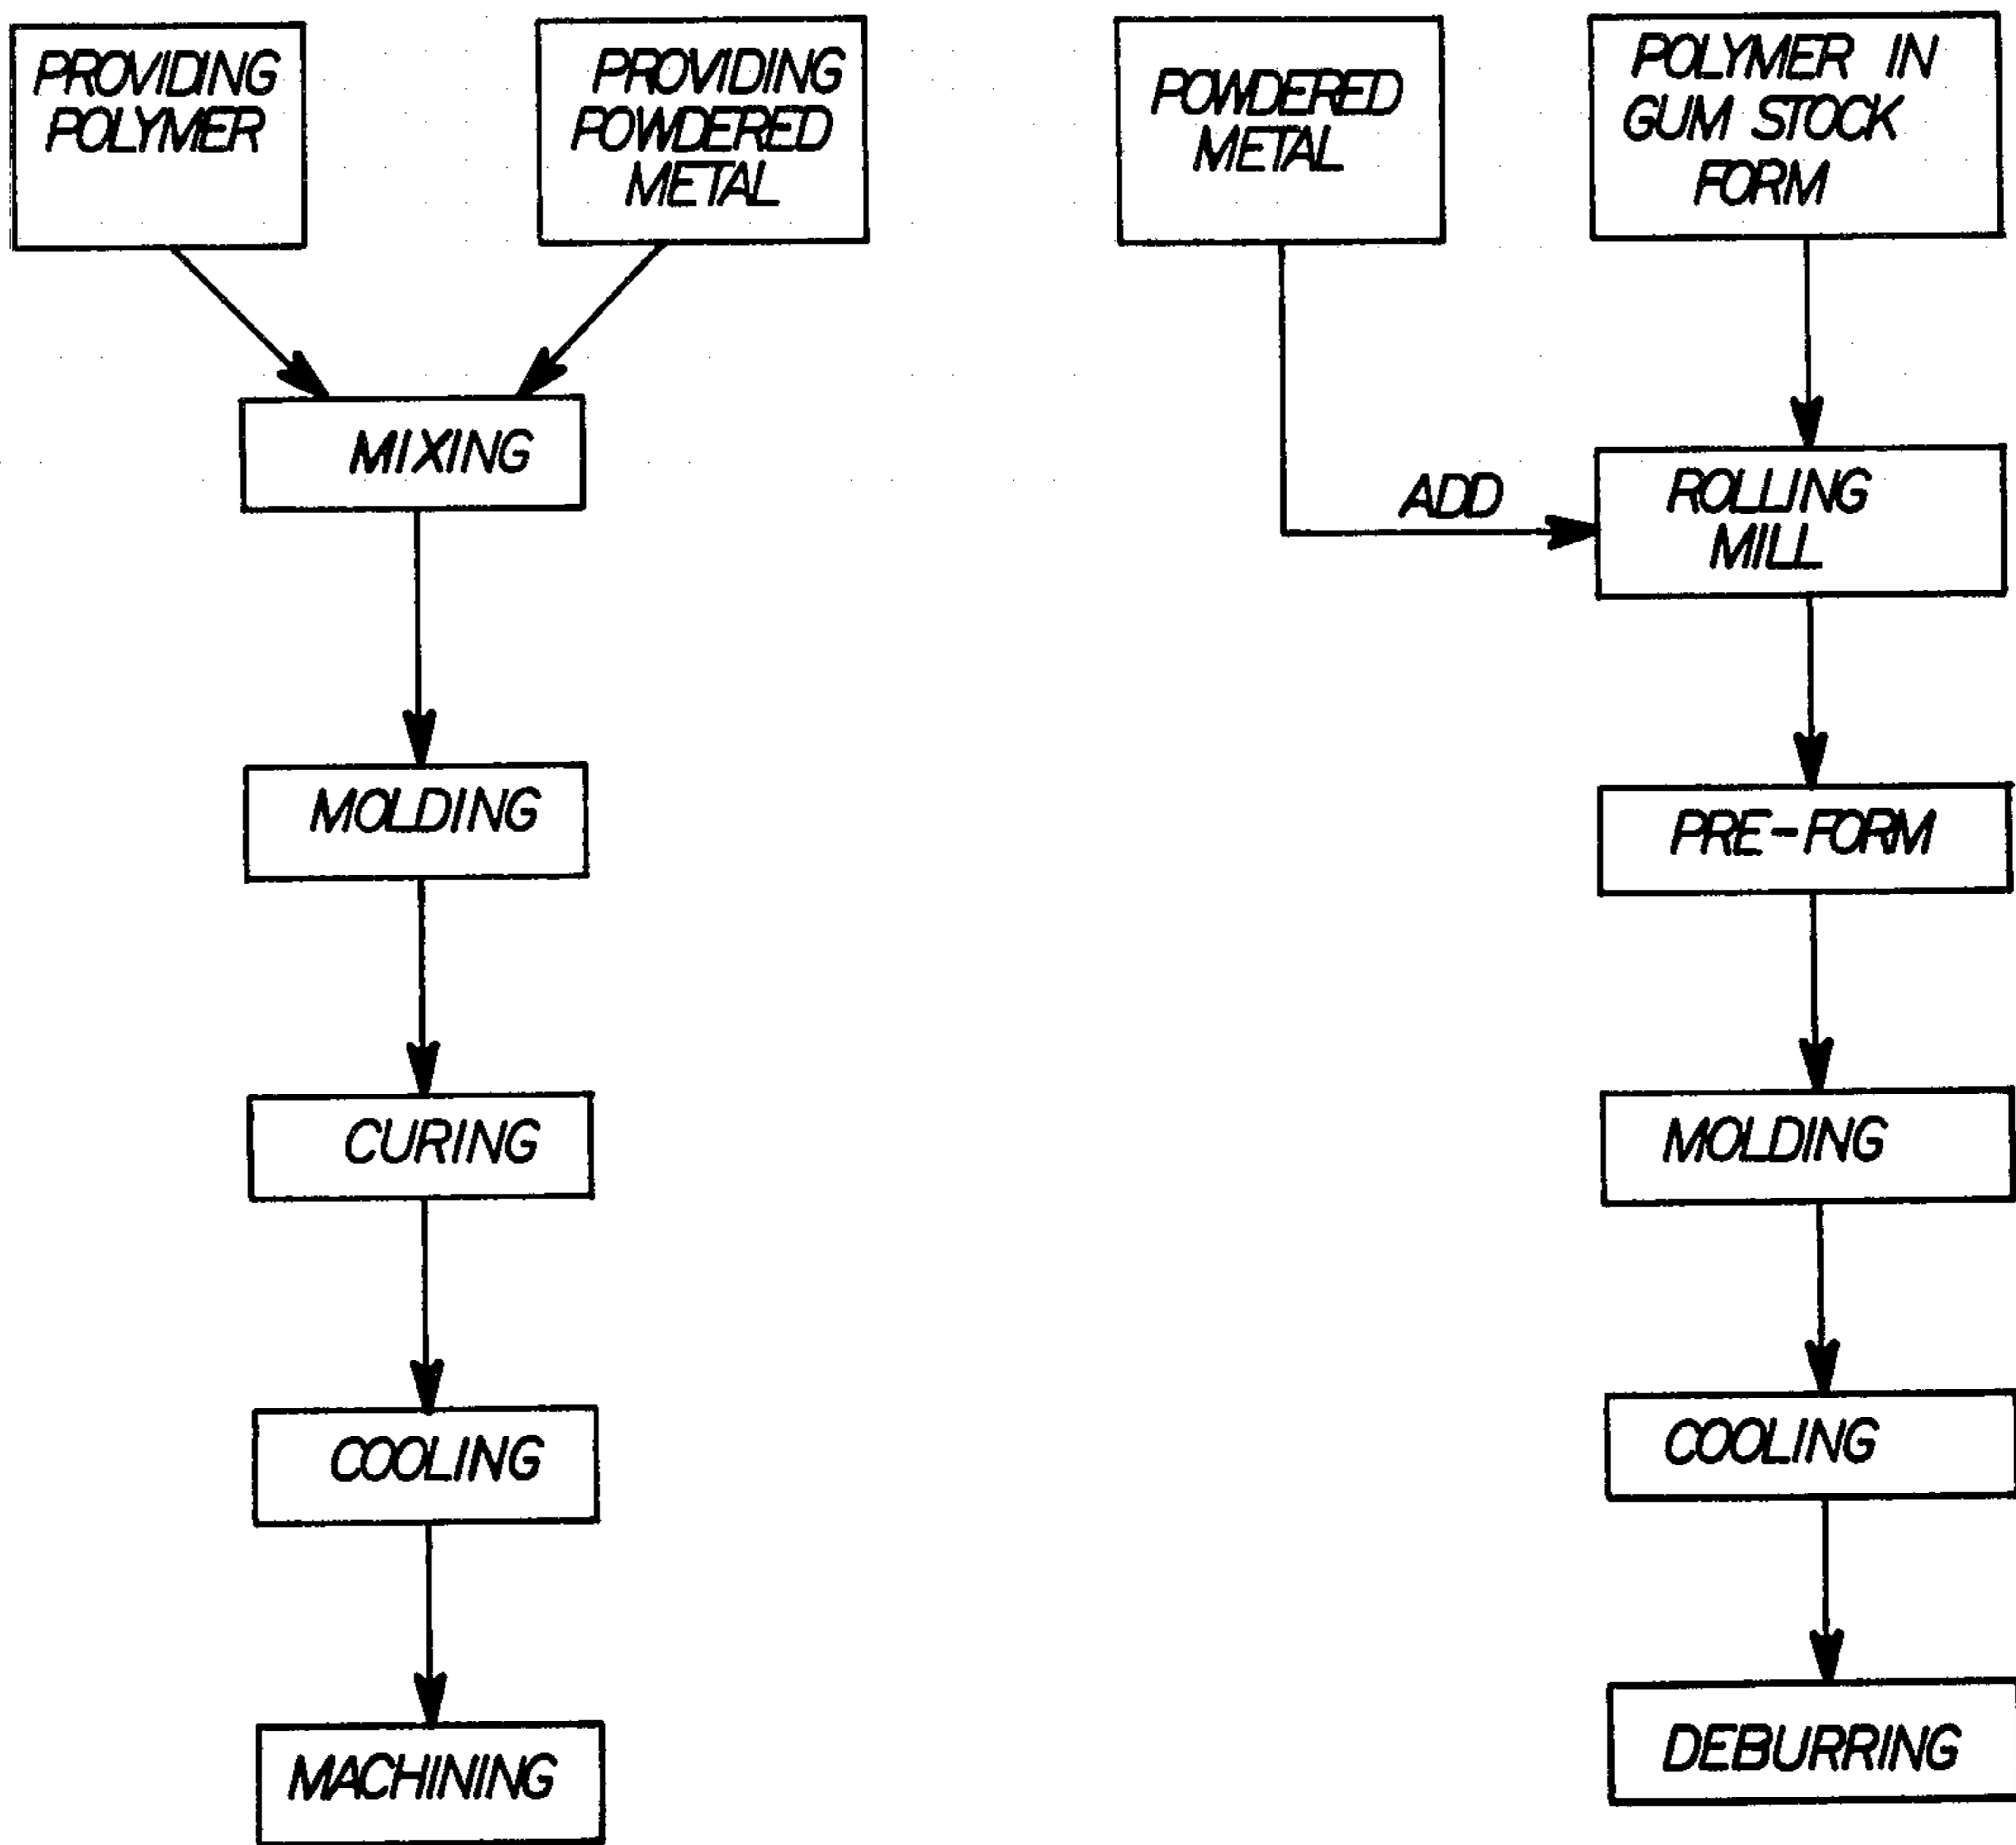 PROVIDING
POLYMER
PROVIDING
POWDERED
METAL
MIXING
MOLDING
CURING
COOLING
MACHINING
POWDERED
METAL
POLYMER IN
GUM STOCK
FORM
ADD
ROLLING
MILL
PRE-FORM
MOLDING
COOLING
DEBURRING